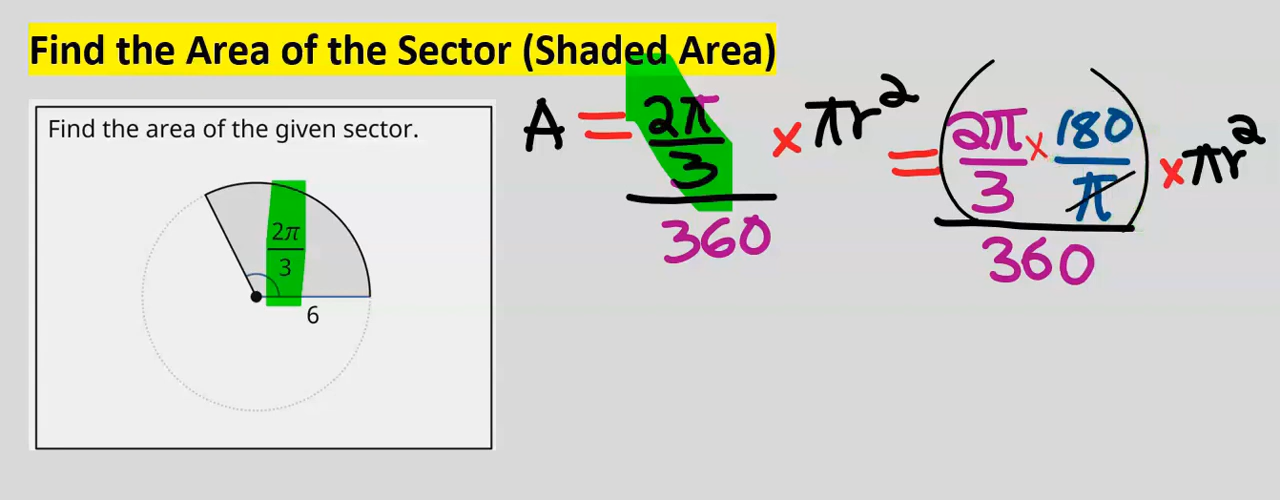 Find the Area of the Sector (Shaded Area)
Find the area of the given sector.
2π
3
6
A = (2π/3)/360 × πr² = (2π/3 × 180/π)/360 × πr²